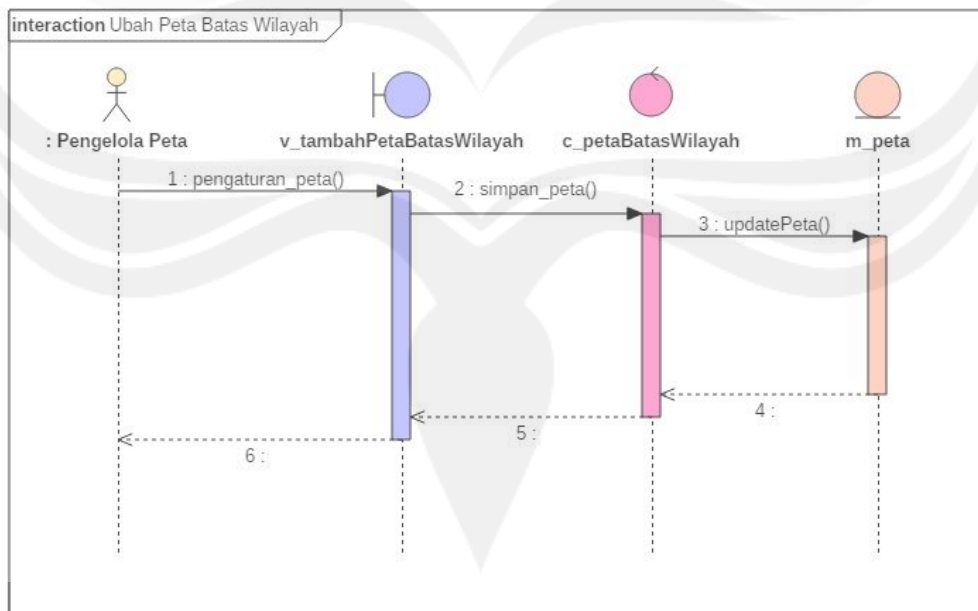 interaction Ubah Peta Batas Wilayah
: Pengelola Peta
v_tambahPetaBatasWilayah
c_petaBatasWilayah
m_peta
1 : pengaturan_peta()
2 : simpan_peta()
3 : updatePeta()
4 :
5 :
6 :